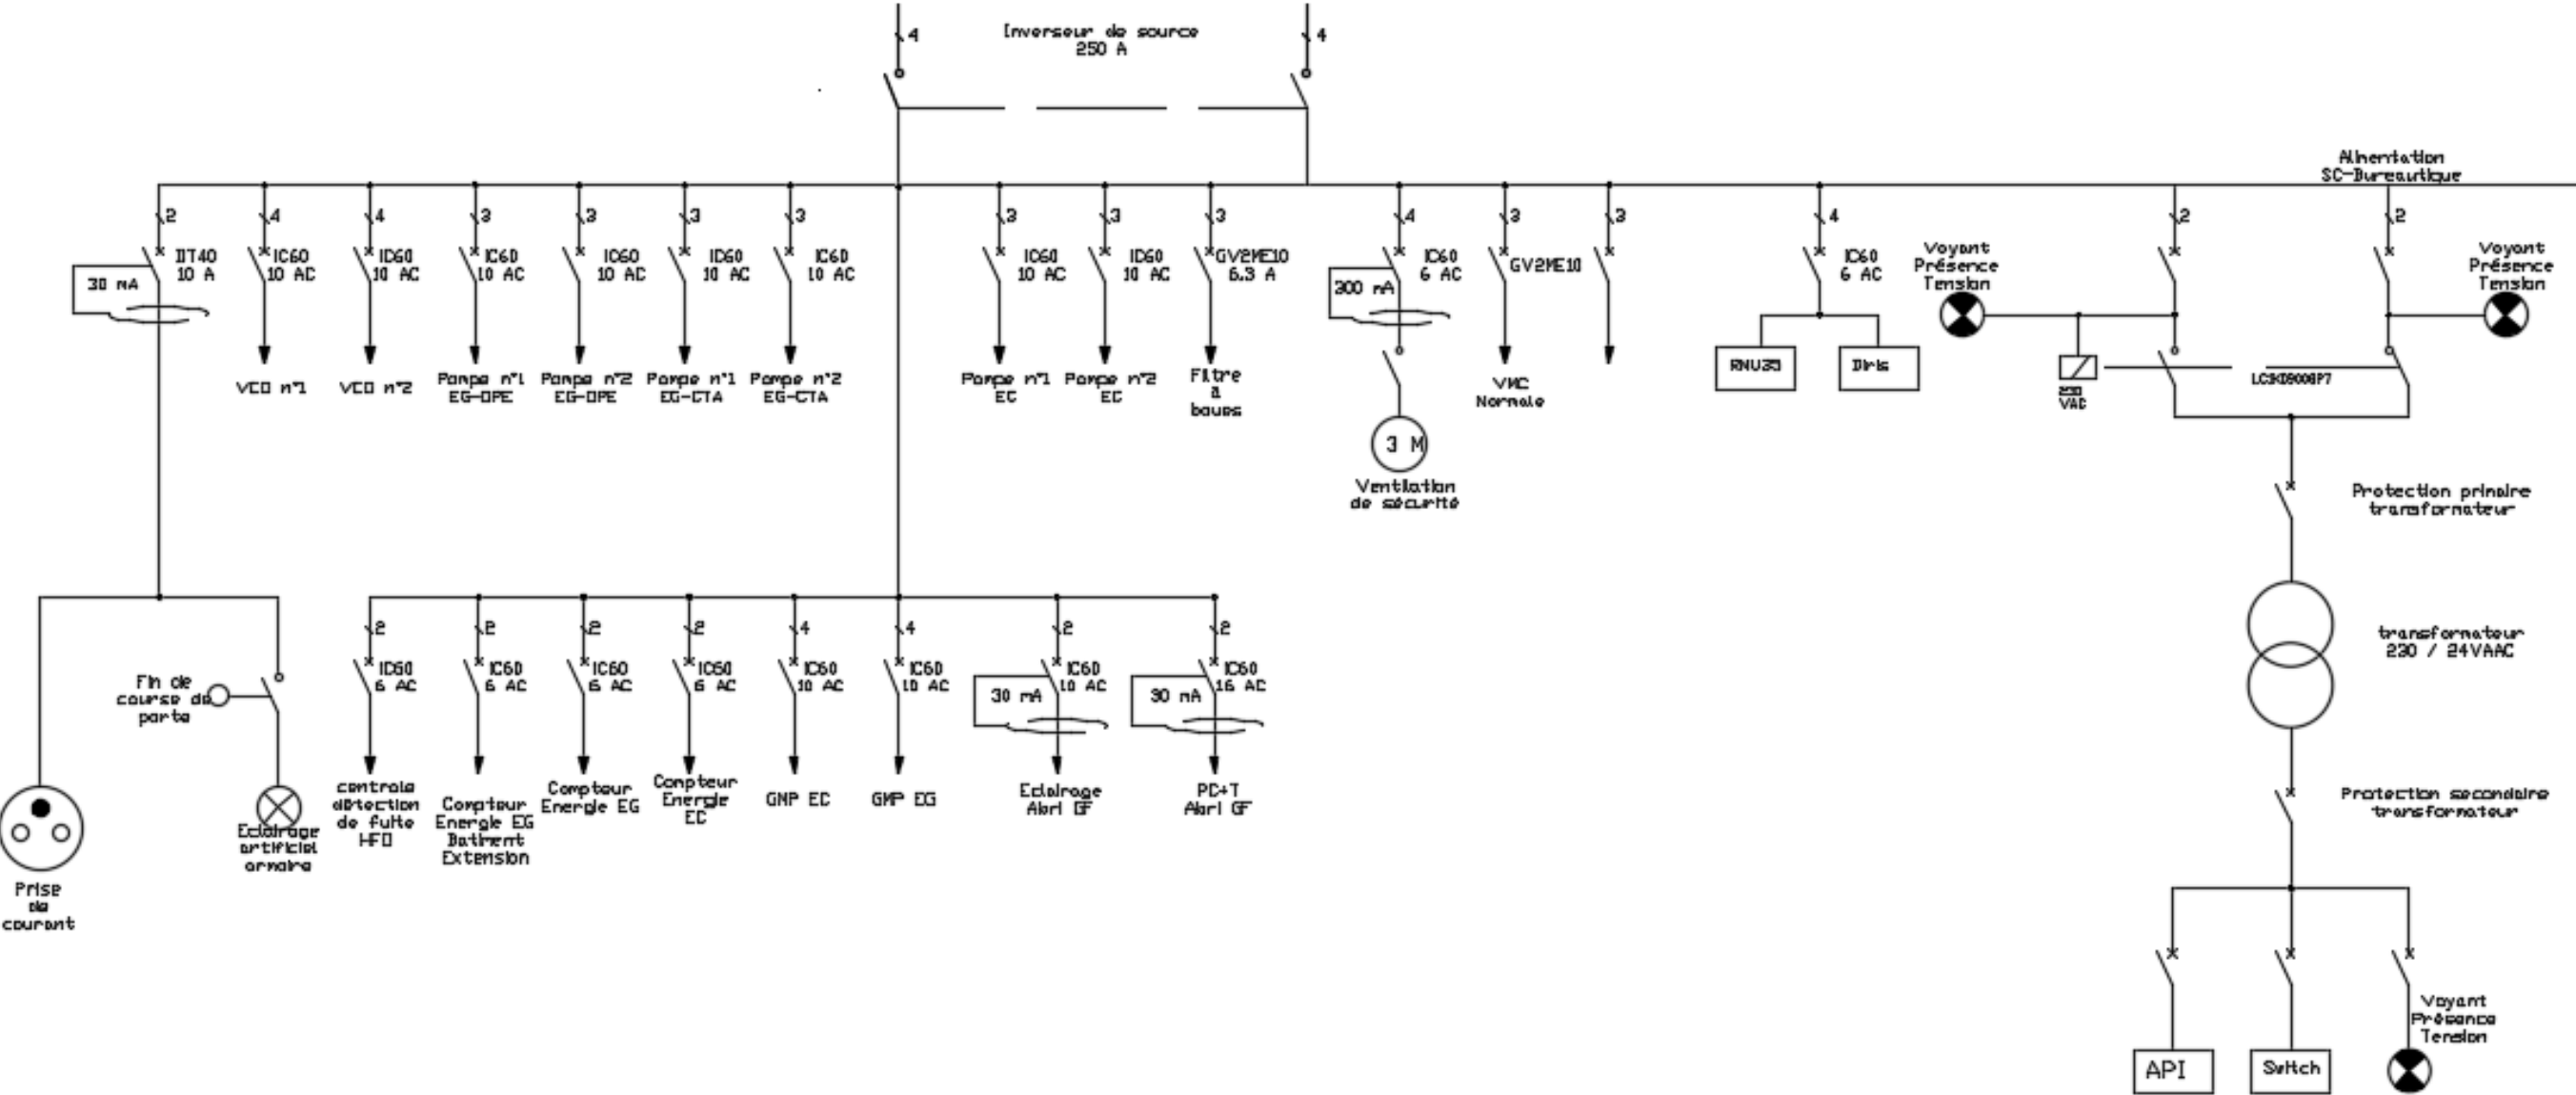 4
Inverseur de source
250 A
4
Alimentation
SC-Bureautique
2
4
4
3
3
3
3
3
3
3
4
3
3
4
2
2
DT40
10 A
30 mA
IC60
10 AC
IC60
10 AC
IC60
10 AC
IC60
10 AC
IC60
10 AC
IC60
10 AC
IC60
10 AC
IC60
10 AC
GV2ME10
6.3 A
IC60
6 AC
300 mA
GV2ME10
IC60
6 AC
Voyant
Présence
Tension
Voyant
Présence
Tension
VCO n°1
VCO n°2
Pompe n°1
EG-OPE
Pompe n°2
EG-OPE
Pompe n°1
EG-CTA
Pompe n°2
EG-CTA
Pompe n°1
EC
Pompe n°2
EC
Filtre
à
boues
3 M
Ventilation
de sécurité
VMC
Normale
Diris
230
VAC
Protection primaire
transformateur
transformateur
230 / 24VAAC
Protection secondaire
transformateur
2
2
2
2
4
4
2
2
IC60
6 AC
IC60
6 AC
IC60
6 AC
IC60
6 AC
IC60
10 AC
IC60
10 AC
30 mA
IC60
10 AC
30 mA
IC60
16 AC
Fin de
course de
porte
Prise
de
courant
Eclairage
artificiel
armoire
controle
détection
de fuite
HFO
Compteur
Energie EG
Batiment
Extension
Compteur
Energie EG
Compteur
Energie
EC
GMP EC
GMP EG
Eclairage
Abri GF
PC+T
Abri GF
API
Switch
Voyant
Présence
Tension